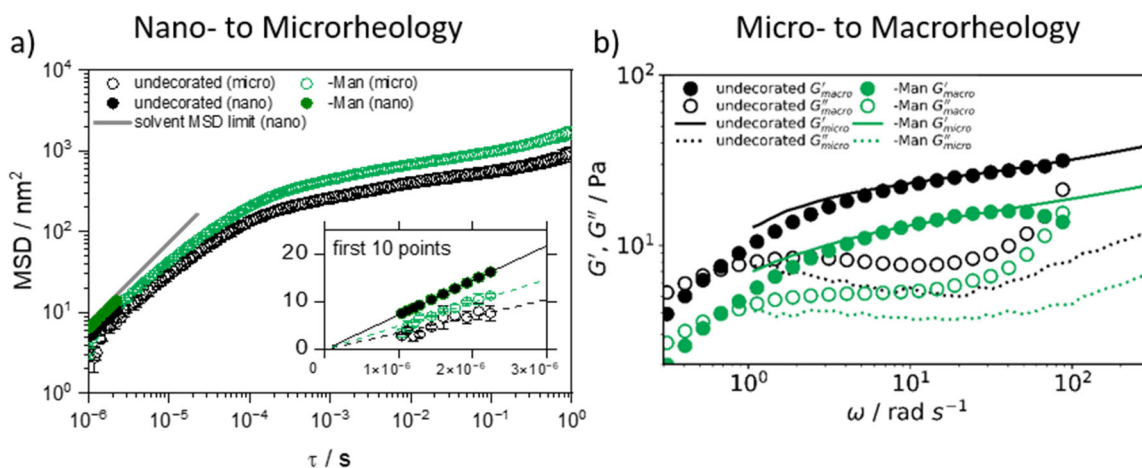 Nano- to Microrheology
a)
MSD / nm²
10⁴
10³
10²
10¹
10⁰
undecorated (micro)
-Man (micro)
undecorated (nano)
-Man (nano)
solvent MSD limit (nano)
first 10 points
20
10
0
0
1×10⁻⁶
2×10⁻⁶
3×10⁻⁶
10⁻⁶
10⁻⁵
10⁻⁴
10⁻³
10⁻²
10⁻¹
10⁰
τ / s
Micro- to Macrorheology
b)
G′, G″ / Pa
10²
10¹
undecorated G′macro
-Man G′macro
undecorated G″macro
-Man G″macro
undecorated G′micro
-Man G′micro
undecorated G″micro
-Man G″micro
10⁰
10¹
10²
ω / rad s⁻¹